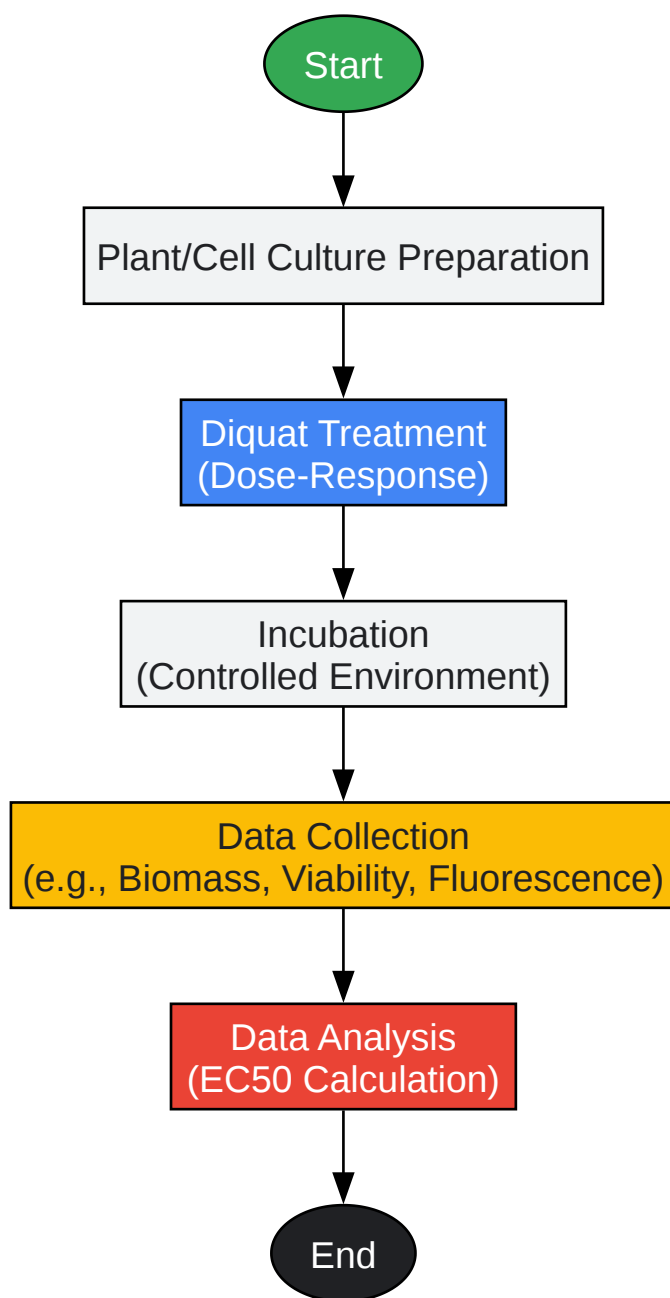 Start
Plant/Cell Culture Preparation
Diquat Treatment
(Dose-Response)
Incubation
(Controlled Environment)
Data Collection
(e.g., Biomass, Viability, Fluorescence)
Data Analysis
(EC50 Calculation)
End